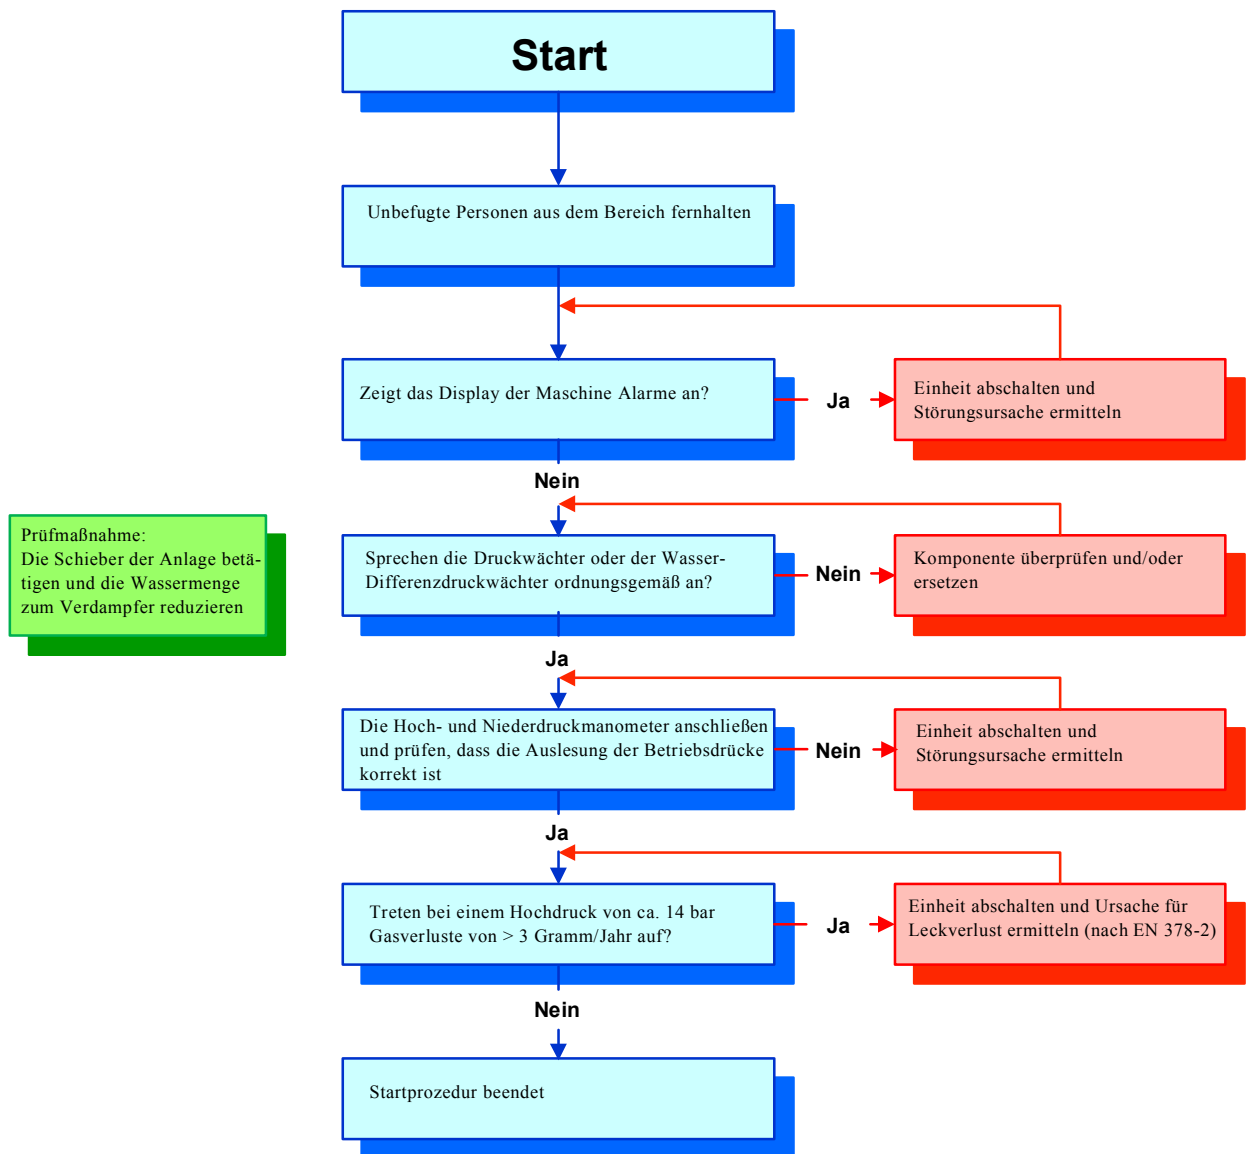 Start
Unbefugte Personen aus dem Bereich fernhalten
Zeigt das Display der Maschine Alarme an?
Ja
Einheit abschalten und
Störungsursache ermitteln
Nein
Prüfmaßnahme:
Die Schieber der Anlage betä-
tigen und die Wassermenge
zum Verdampfer reduzieren
Sprechen die Druckwächter oder der Wasser-
Differenzdruckwächter ordnungsgemäß an?
Nein
Komponente überprüfen und/oder
ersetzen
Ja
Die Hoch- und Niederdruckmanometer anschließen
und prüfen, dass die Auslesung der Betriebsdrücke
korrekt ist
Nein
Einheit abschalten und
Störungsursache ermitteln
Ja
Treten bei einem Hochdruck von ca. 14 bar
Gasverluste von > 3 Gramm/Jahr auf?
Ja
Einheit abschalten und Ursache für
Leckverlust ermitteln (nach EN 378-2)
Nein
Startprozedur beendet